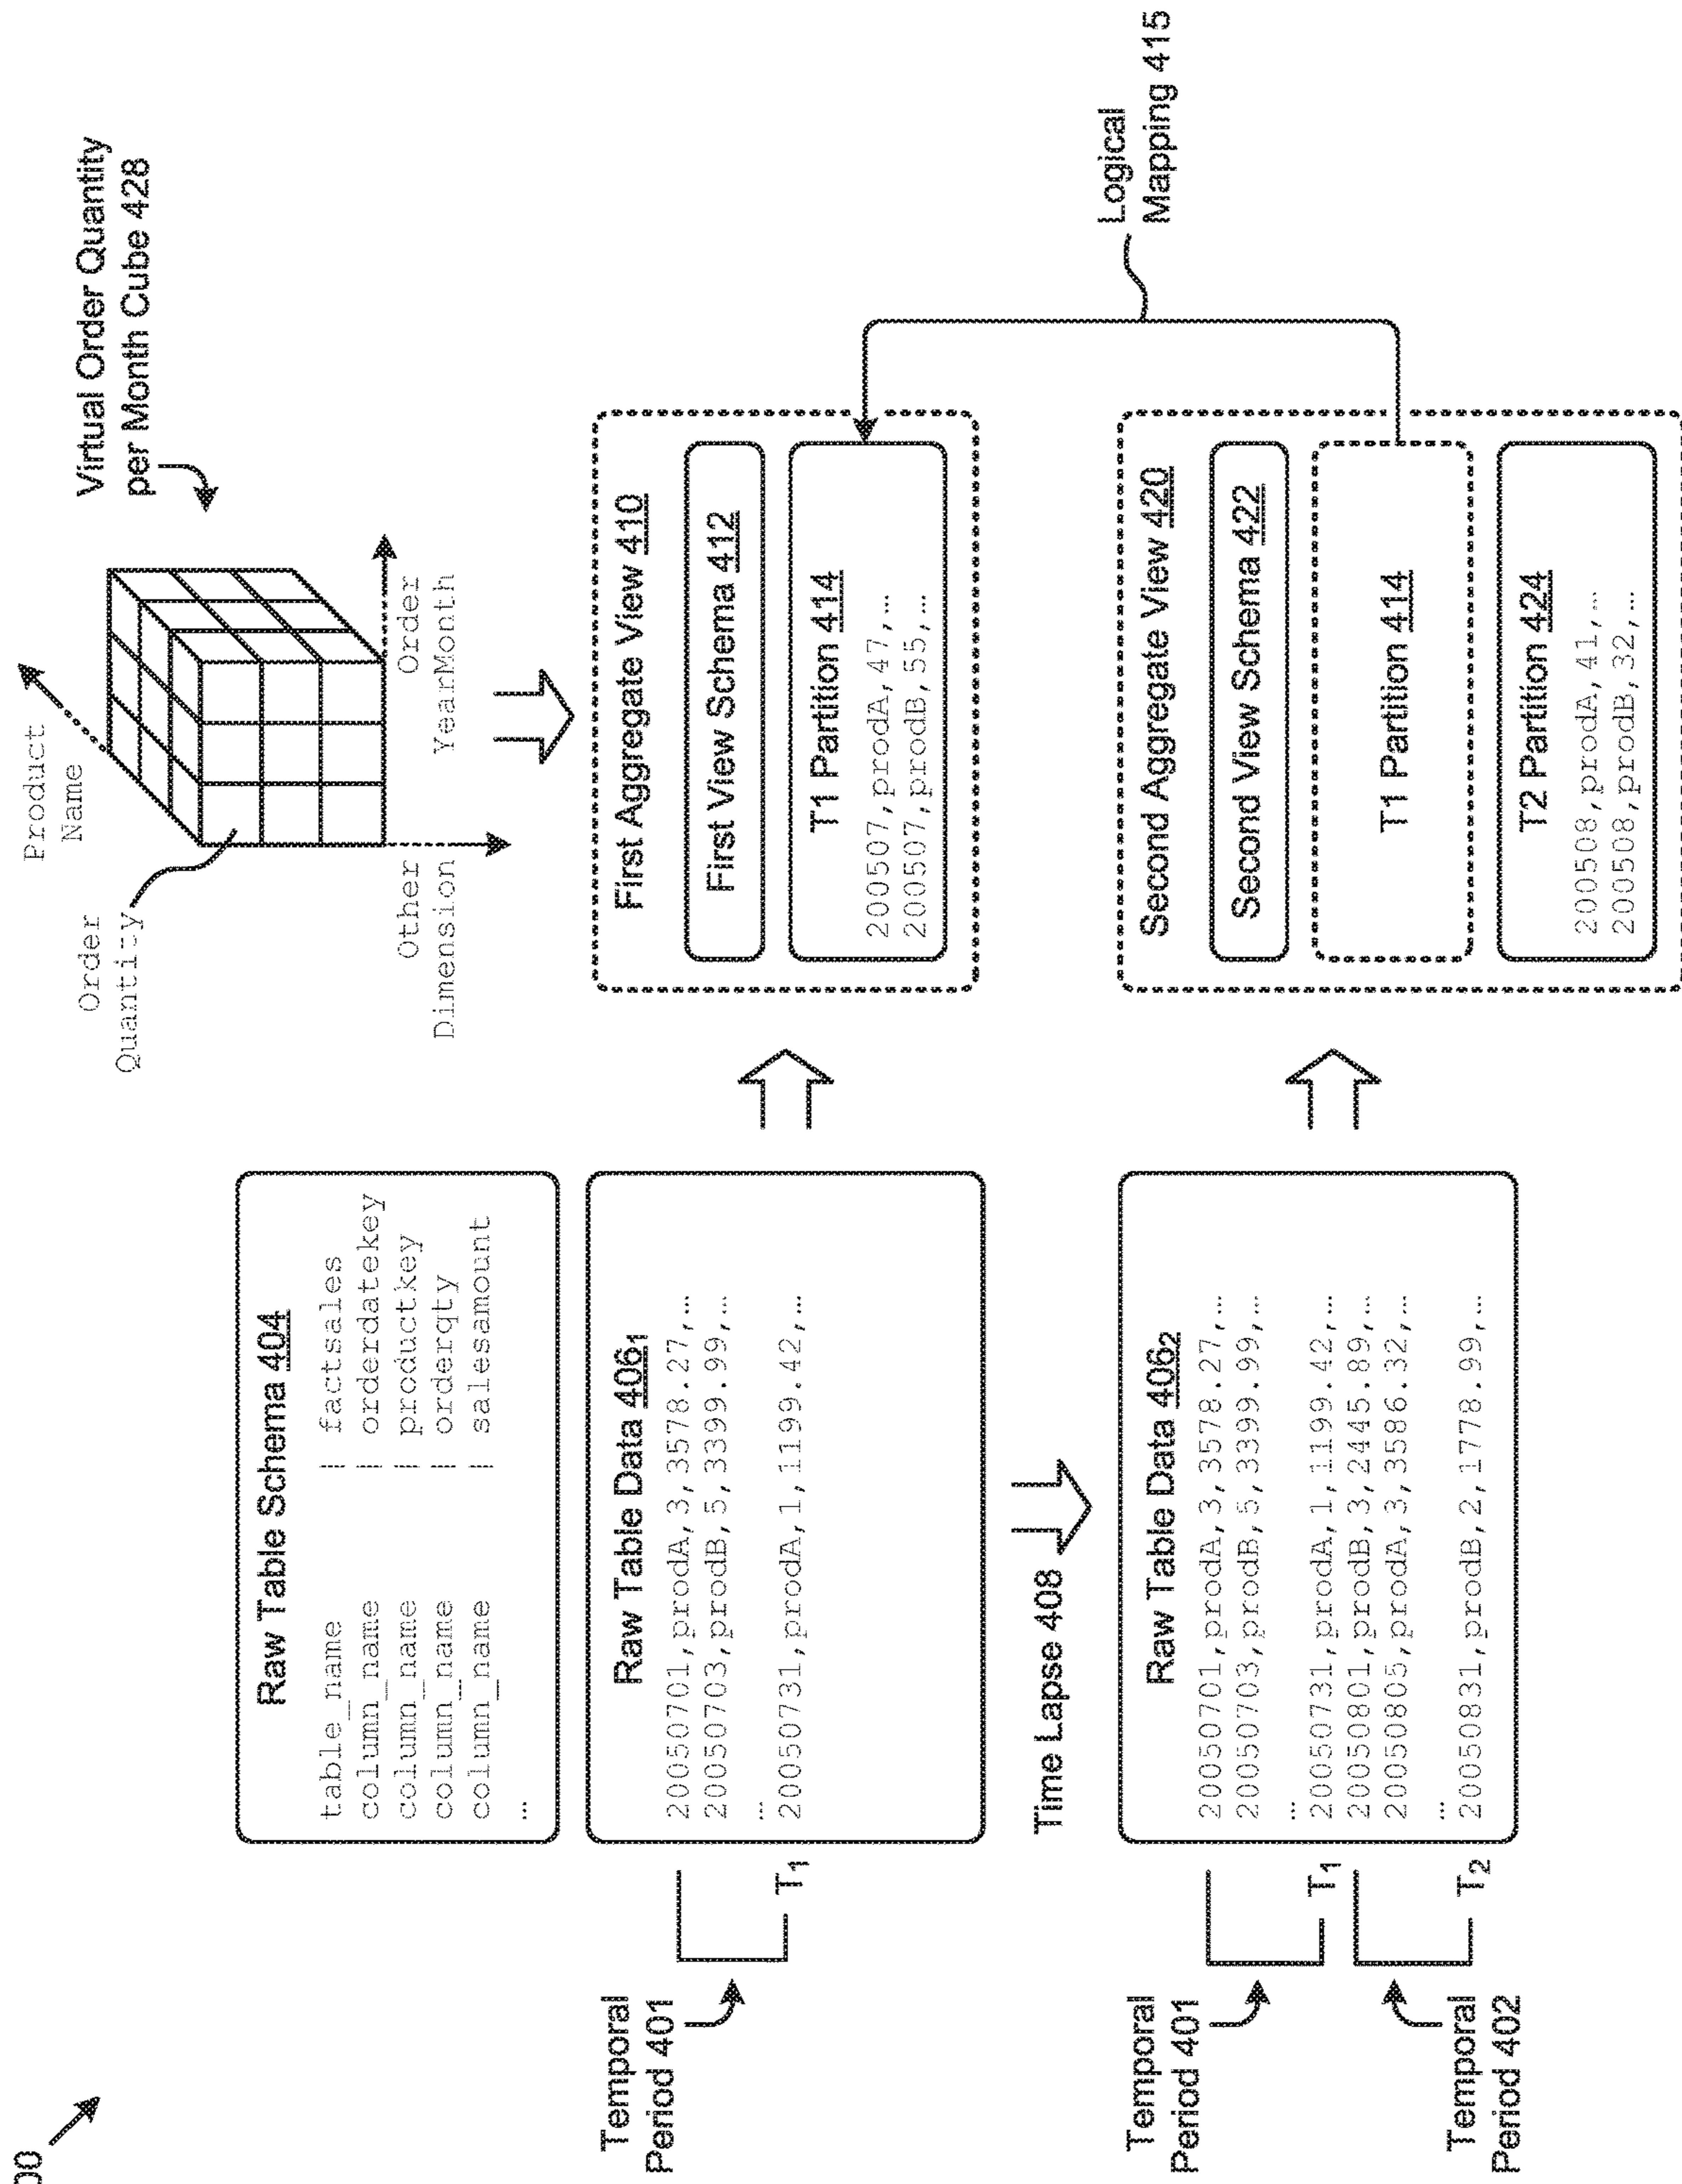 00
Virtual Order Quantity
per Month Cube 428
Product
Name
Order
Quantity
Other
Dimension
Order
YearMonth
Raw Table Schema 404
table_name | factsales
column_name | orderdatekey
column_name | productkey
column_name | orderqty
column_name | salesamount
...
Temporal
Period 401
T1
Raw Table Data 4061
20050701,prodA,3,3578.27,...
20050703,prodB,5,3399.99,...
...
20050731,prodA,1,1199.42,...
First Aggregate View 410
First View Schema 412
T1 Partition 414
200507,prodA,47,...
200507,prodB,55,...
Time Lapse 408
Logical
Mapping 415
Temporal
Period 401
T1
Temporal
Period 402
T2
Raw Table Data 4062
20050701,prodA,3,3578.27,...
20050703,prodB,5,3399.99,...
...
20050731,prodA,1,1199.42,...
20050801,prodB,3,2445.89,...
20050805,prodA,3,3586.32,...
...
20050831,prodB,2,1778.99,...
Second Aggregate View 420
Second View Schema 422
T1 Partition 414
T2 Partition 424
200508,prodA,41,...
200508,prodB,32,...